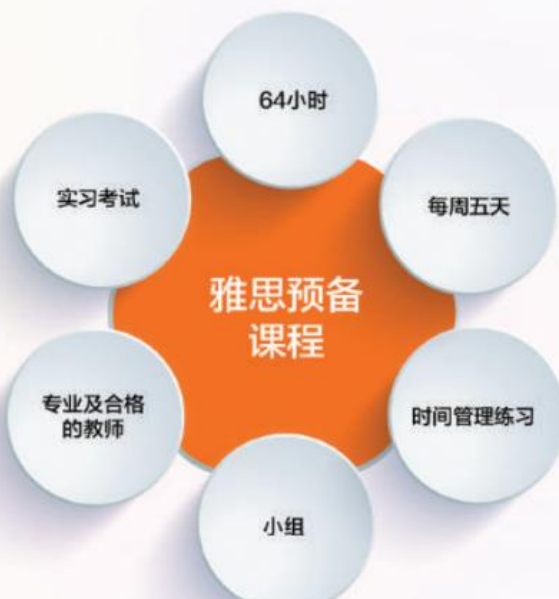 64小时
每周五天
时间管理练习
小组
专业及合格
的教师
实习考试
雅思预备
课程